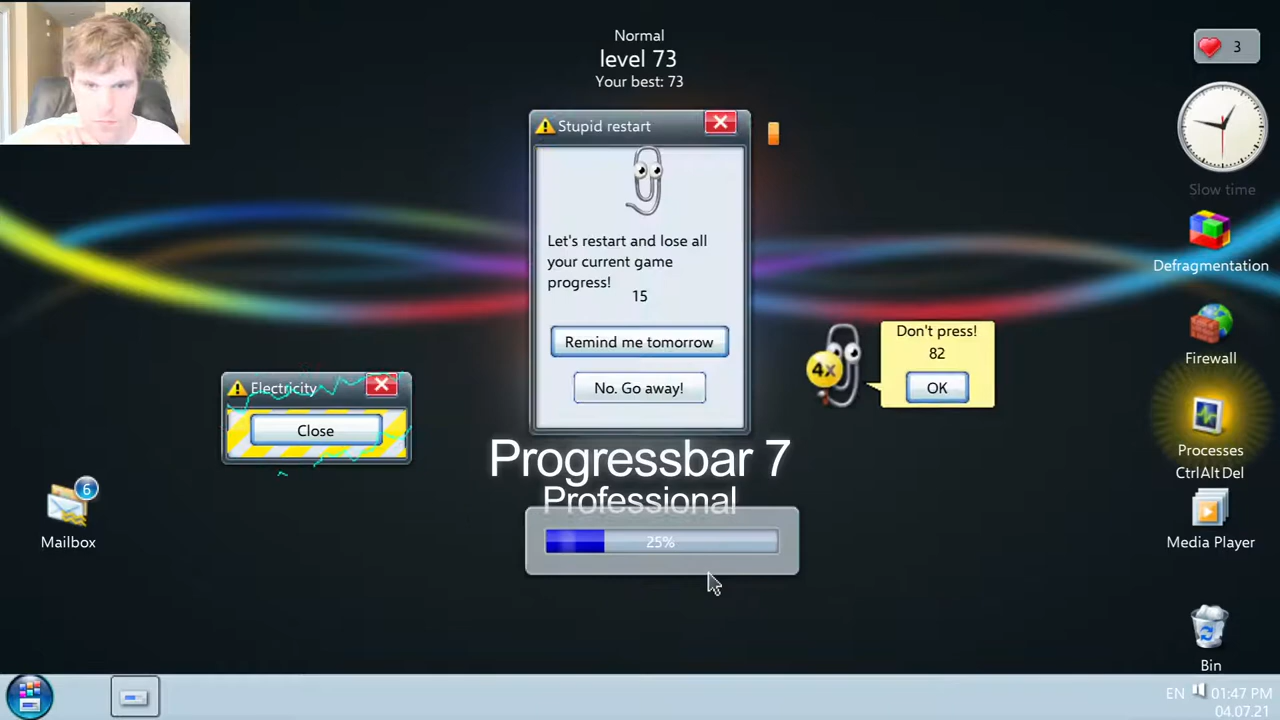 Normal
level 73
Your best: 73
3
Stupid restart
Let's restart and lose all
your current game
progress!
15
Remind me tomorrow
No. Go away!
Slow time
Defragmentation
Don't press!
82
OK
4x
Firewall
Electricity
Close
Progressbar 7
Professional
25%
6
Mailbox
Processes
CtrlAltDel
Media Player
Bin
EN 01:47 PM
04.07.21